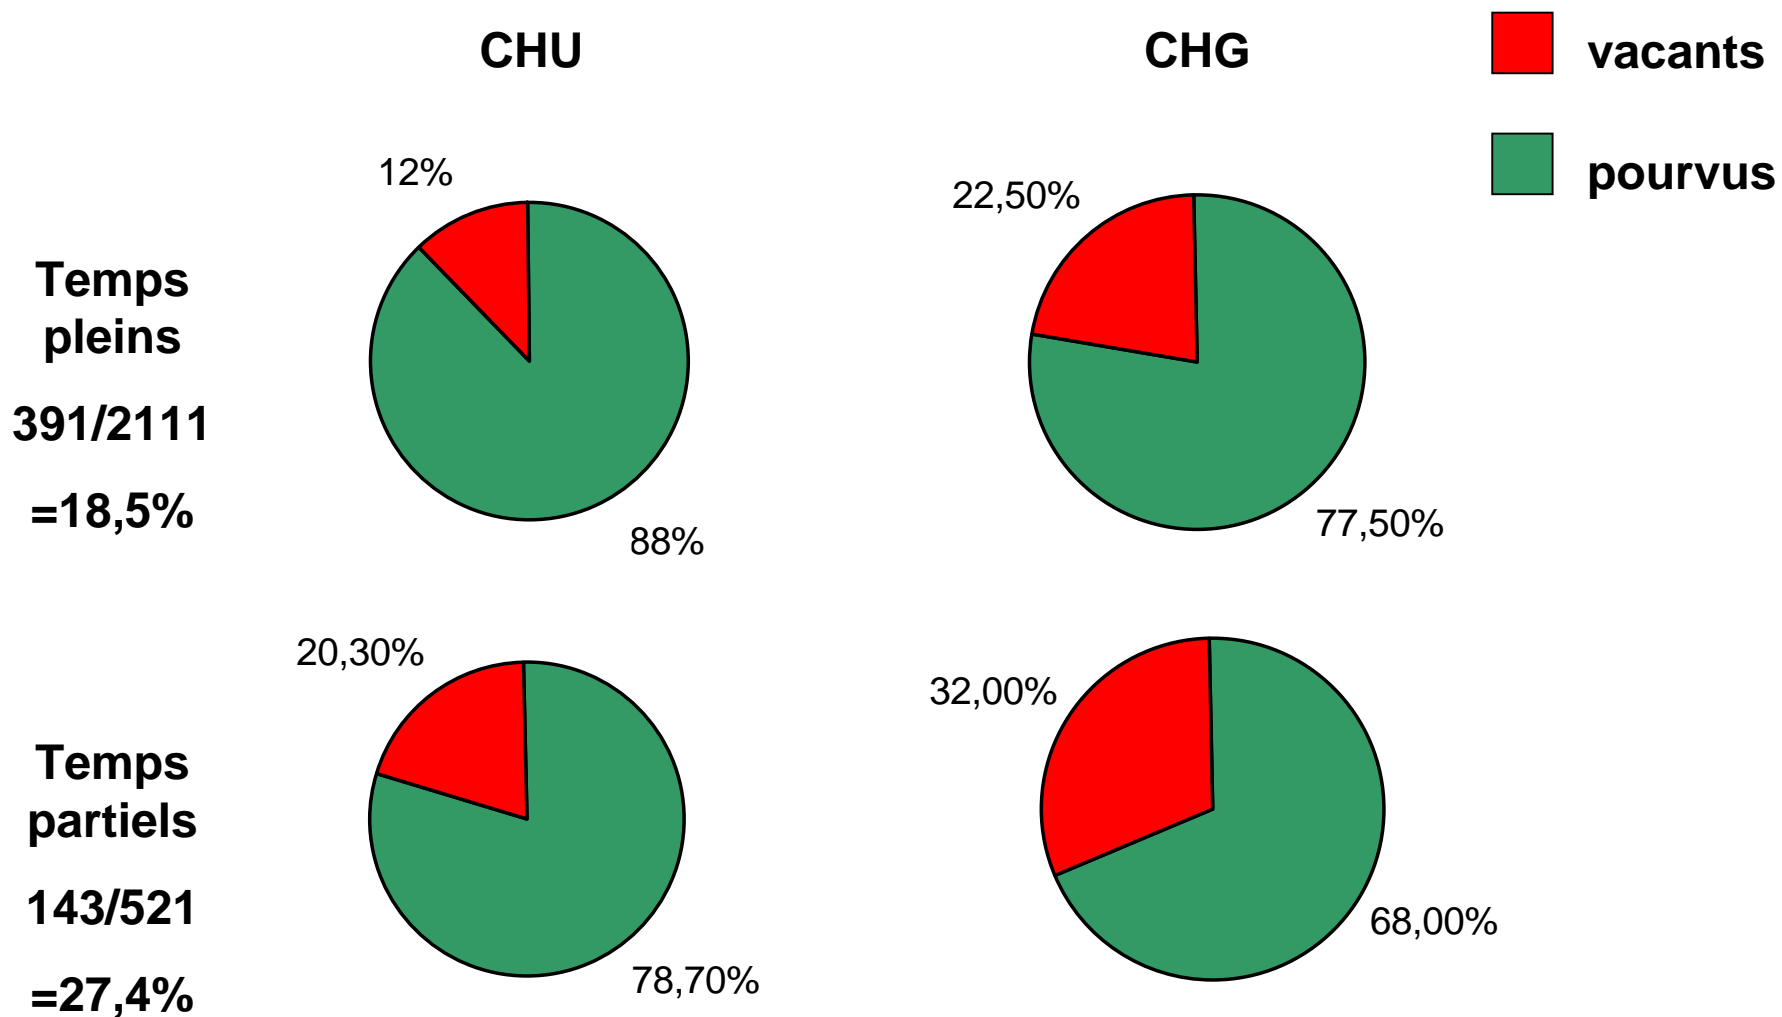 CHU
CHG
vacants
pourvus
12%
22,50%
Temps
pleins
391/2111
=18,5%
88%
77,50%
20,30%
32,00%
Temps
partiels
143/521
=27,4%
78,70%
68,00%